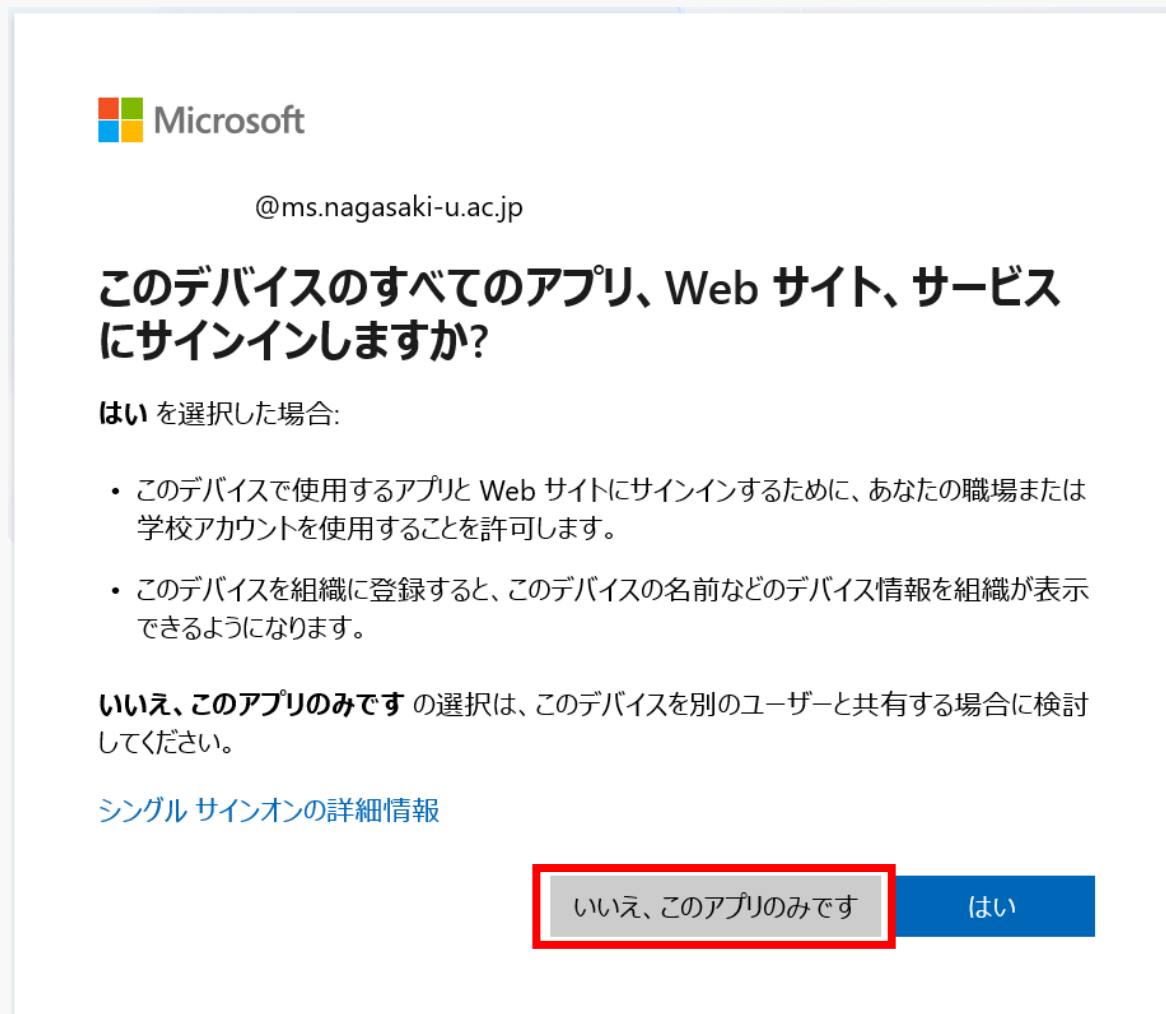 Microsoft
@ms.nagasaki-u.ac.jp
このデバイスのすべてのアプリ、Web サイト、サービス
にサインインしますか?
はい を選択した場合:
• このデバイスで使用するアプリと Web サイトにサインインするために、あなたの職場または
学校アカウントを使用することを許可します。
• このデバイスを組織に登録すると、このデバイスの名前などのデバイス情報を組織が表示
できるようになります。
いいえ、このアプリのみです の選択は、このデバイスを別のユーザーと共有する場合に検討
してください。
シングル サインオンの詳細情報
いいえ、このアプリのみです
はい